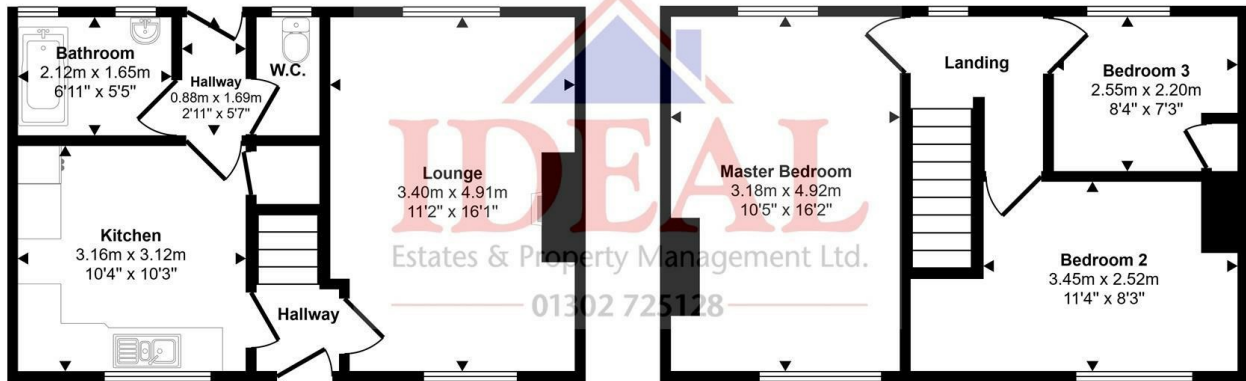 Bathroom
2.12m x 1.65m
6'11" x 5'5"
Hallway
0.88m x 1.69m
2'11" x 5'7"
W.C.
Lounge
3.40m x 4.91m
11'2" x 16'1"
Kitchen
3.16m x 3.12m
10'4" x 10'3"
Hallway
Master Bedroom
3.18m x 4.92m
10'5" x 16'2"
Landing
Bedroom 3
2.55m x 2.20m
8'4" x 7'3"
Bedroom 2
3.45m x 2.52m
11'4" x 8'3"
IDEAL
Estates & Property Management Ltd.
01302 725128